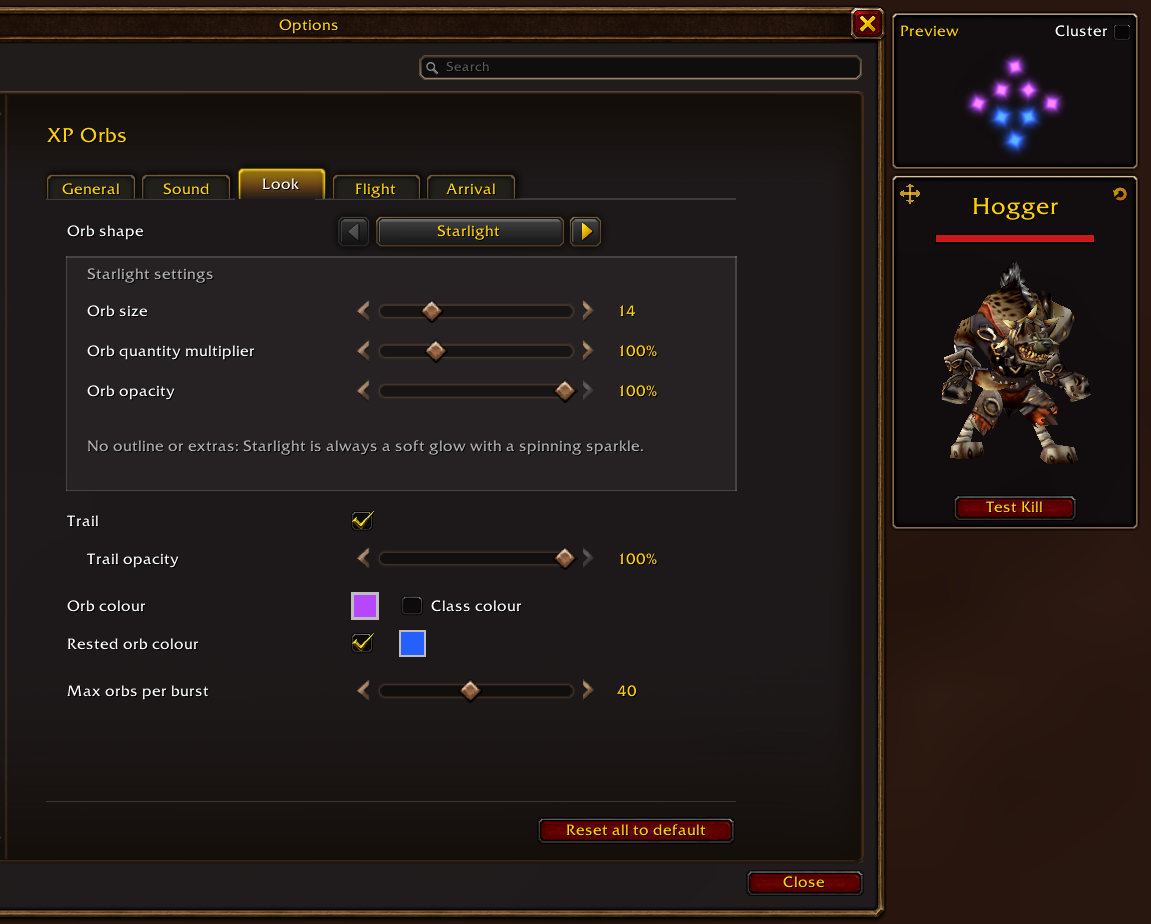 Options
Search
XP Orbs
General Sound Look Flight Arrival
Orb shape Starlight
Starlight settings
Orb size 14
Orb quantity multiplier 100%
Orb opacity 100%
No outline or extras: Starlight is always a soft glow with a spinning sparkle.
Trail
Trail opacity 100%
Orb colour Class colour
Rested orb colour
Max orbs per burst 40
Reset all to default
Close
Preview Cluster
Hogger
Test Kill